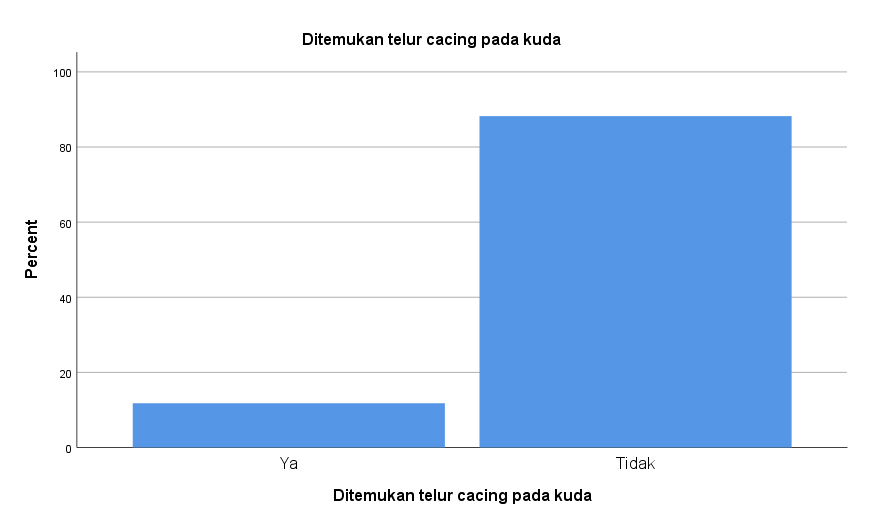 Ditemukan telur cacing pada kuda
100
80
60
40
20
0
Percent
Ya
Tidak
Ditemukan telur cacing pada kuda